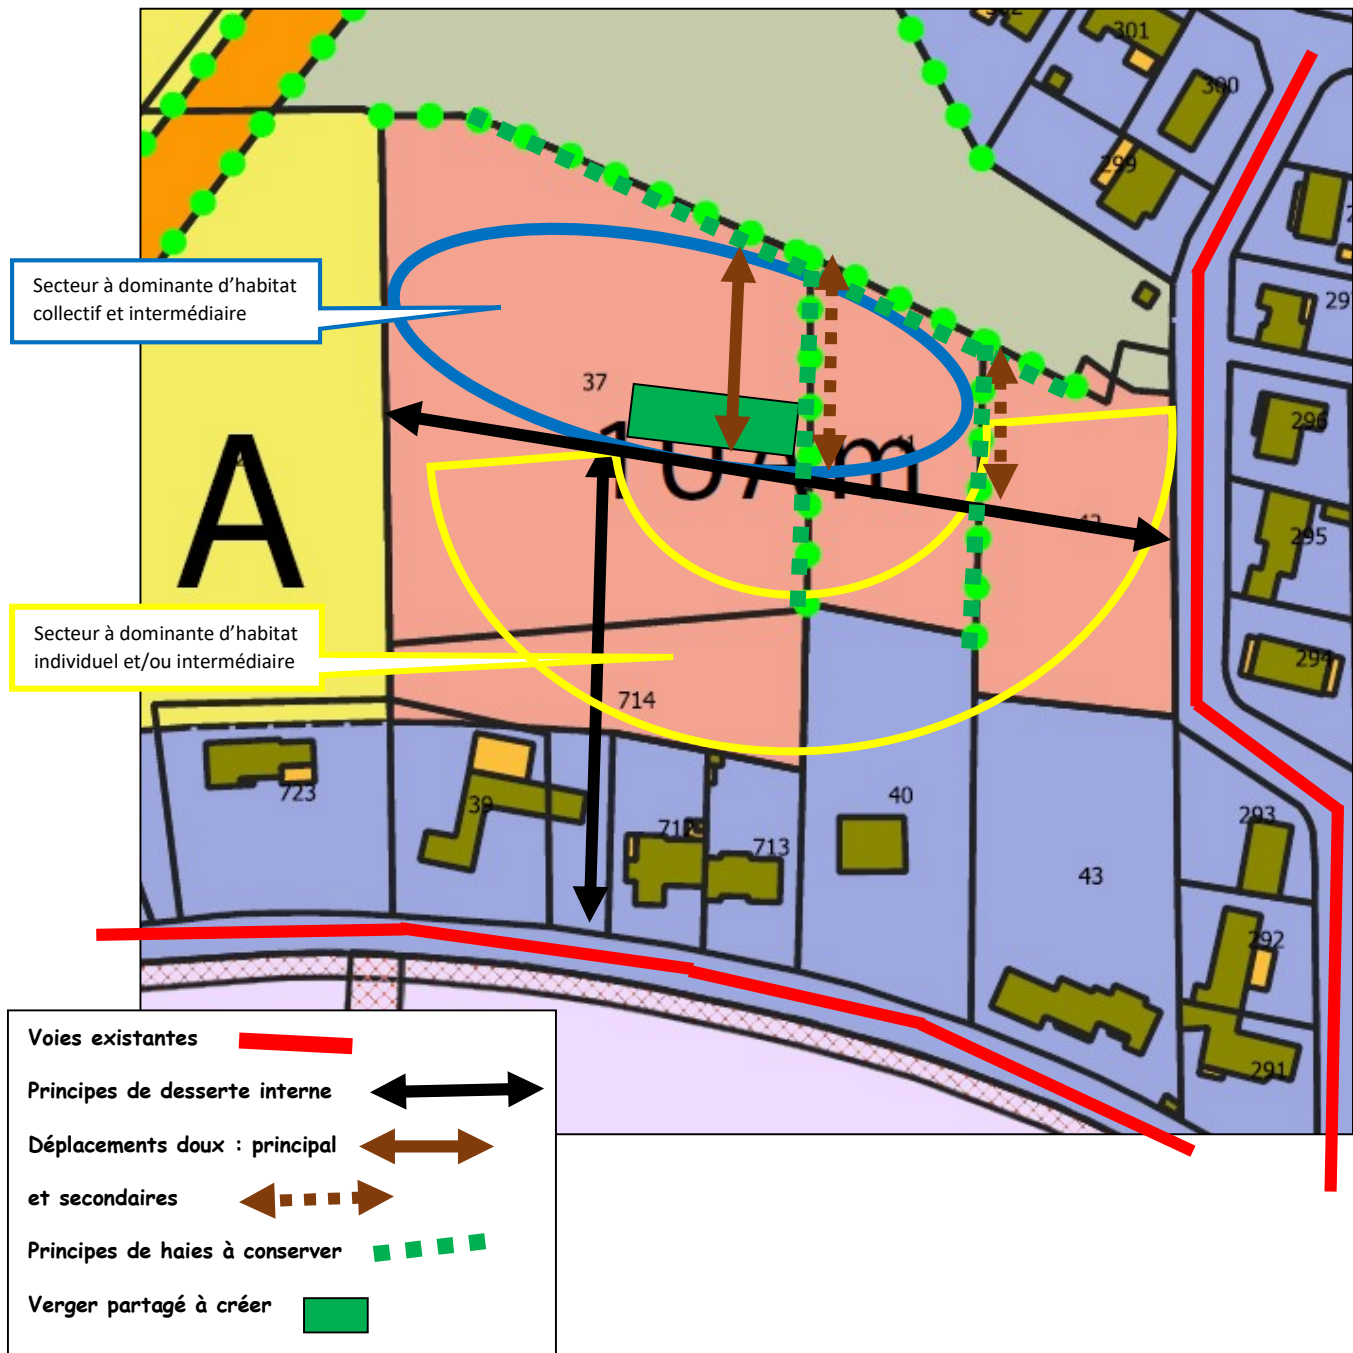 301
300
299
Secteur à dominante d’habitat
collectif et intermédiaire
37
296
A
295
Secteur à dominante d’habitat
individuel et/ou intermédiaire
294
714
723
39
40
293
713
43
292
291
Voies existantes
Principes de desserte interne
Déplacements doux : principal
et secondaires
Principes de haies à conserver
Verger partagé à créer